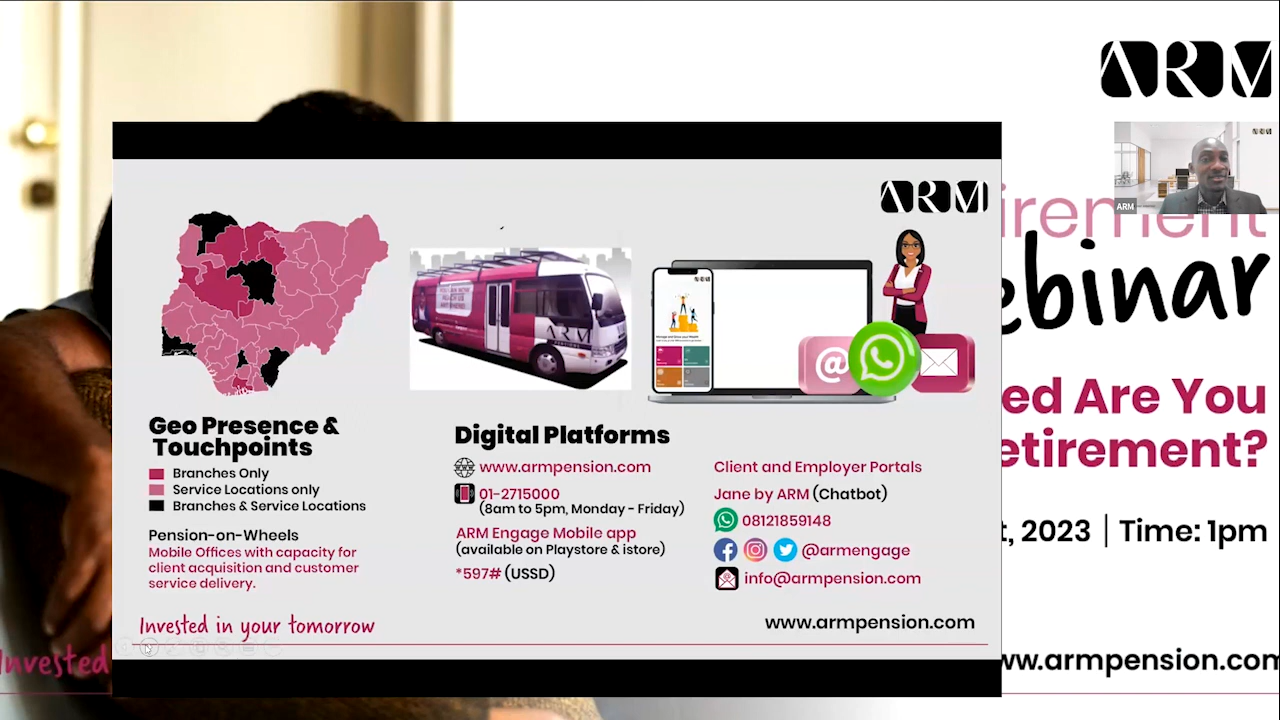 ARM
ARM
irement
ebinar
ed Are You
etirement?
t, 2023 | Time: 1pm
ww.armpension.com
Invested
ARM
ARM
Geo Presence &
Touchpoints
Branches Only
Service Locations only
Branches & Service Locations
Pension-on-Wheels
Mobile Offices with capacity for
client acquisition and customer
service delivery.
Digital Platforms
www.armpension.com
01-2715000
(8am to 5pm, Monday - Friday)
ARM Engage Mobile app
(available on Playstore & istore)
*597# (USSD)
Client and Employer Portals
Jane by ARM (Chatbot)
08121859148
@armengage
info@armpension.com
Invested in your tomorrow
www.armpension.com